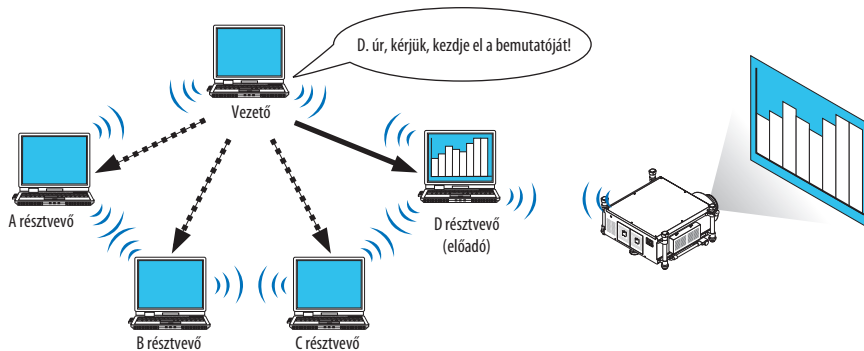 D. úr, kérjük, kezdje el a bemutatóját!
Vezető
A résztvevő
D résztvevő
(előadó)
B résztvevő
C résztvevő